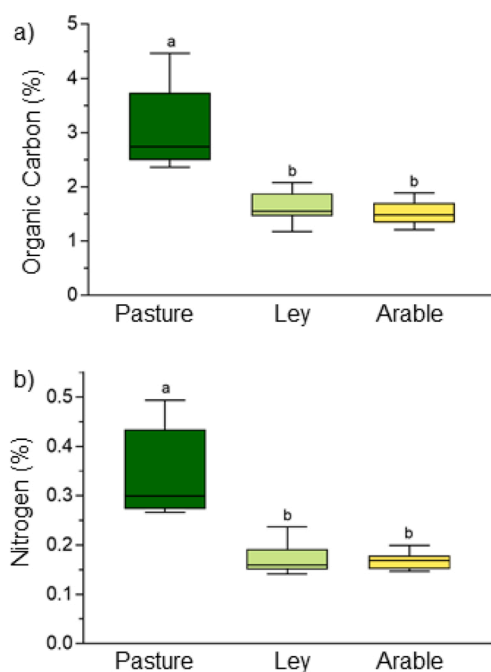 a)
Organic Carbon (%)
5
4
3
2
1
0
a
b
b
Pasture Ley Arable
b)
Nitrogen (%)
0.5
0.4
0.3
0.2
0.1
0.0
a
b
b
Pasture Ley Arable